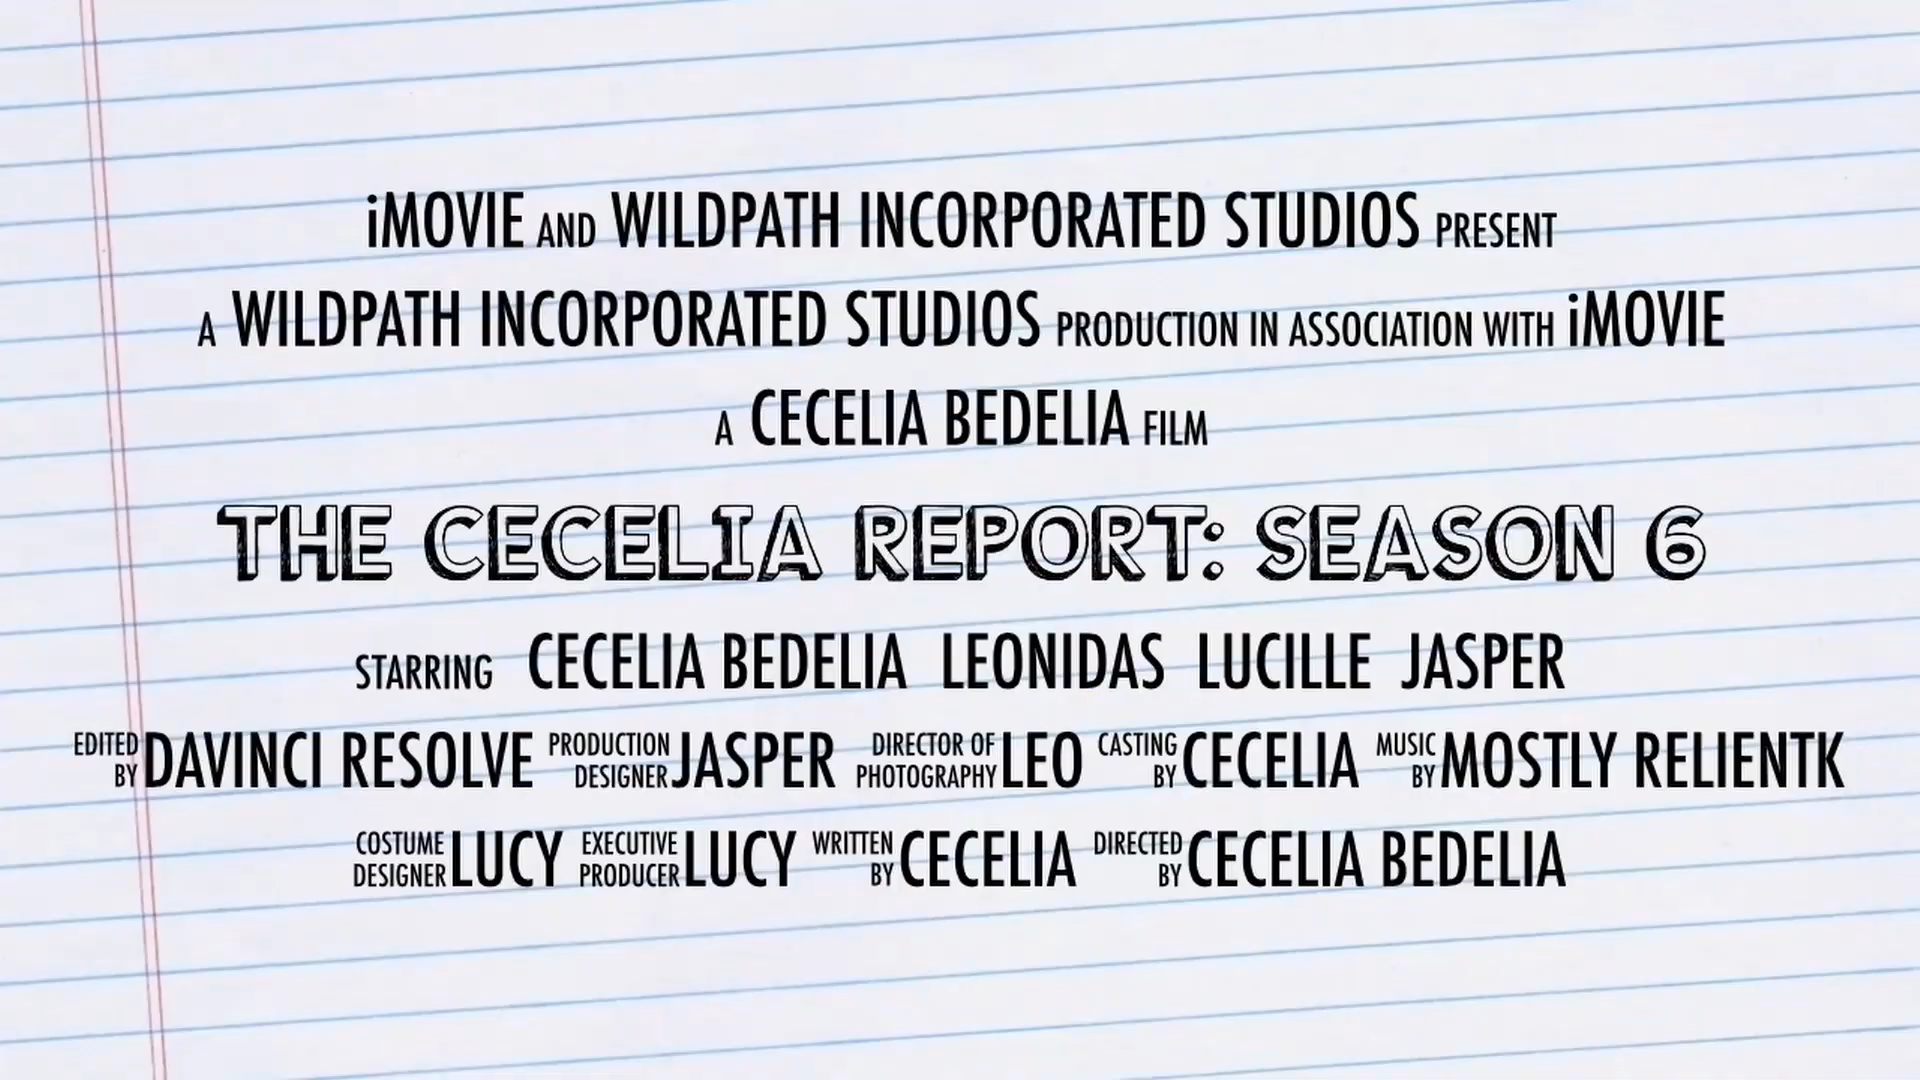 iMOVIE AND WILDPATH INCORPORATED STUDIOS PRESENT
A WILDPATH INCORPORATED STUDIOS PRODUCTION IN ASSOCIATION WITH iMOVIE
A CECELIA BEDELIA FILM
THE CECELIA REPORT: SEASON 6
STARRING CECELIA BEDELIA LEONIDAS LUCILLE JASPER
EDITED BY DAVINCI RESOLVE PRODUCTION DESIGNER JASPER DIRECTOR OF PHOTOGRAPHY LEO CASTING BY CECELIA MUSIC BY MOSTLY RELIENTK
COSTUME DESIGNER LUCY EXECUTIVE PRODUCER LUCY WRITTEN BY CECELIA DIRECTED BY CECELIA BEDELIA